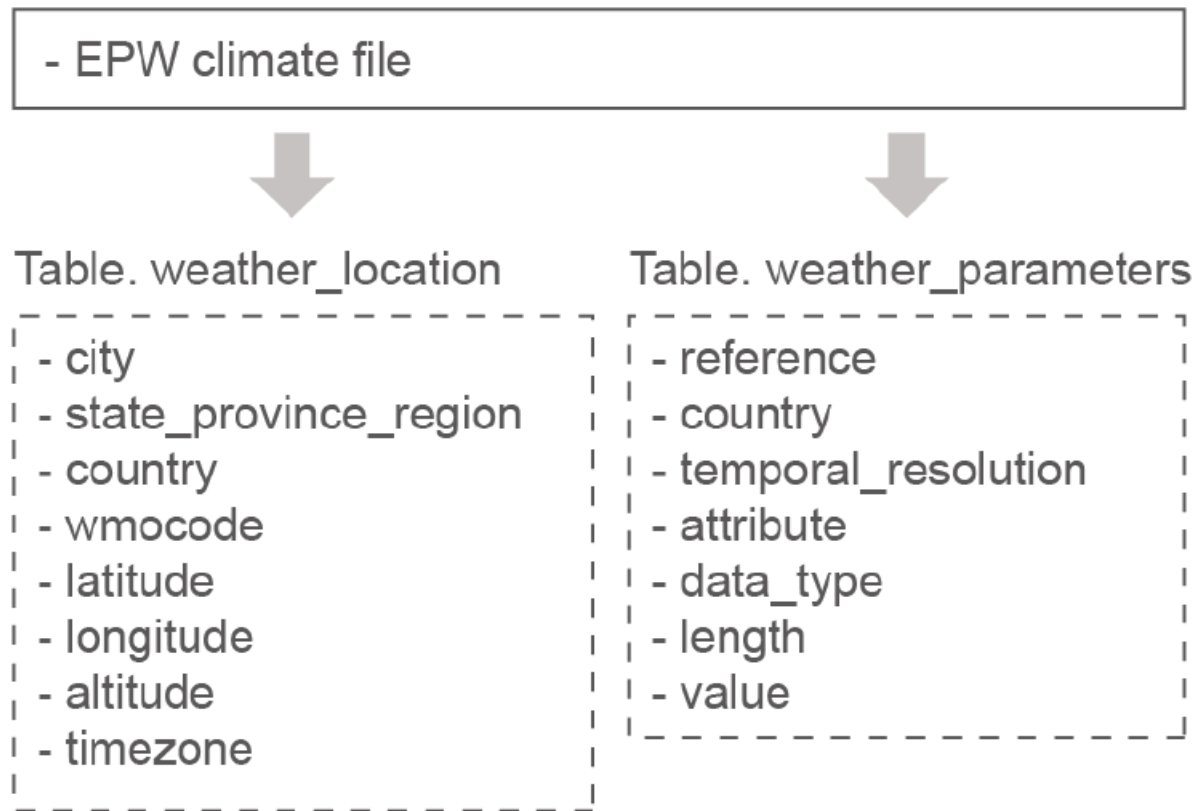 - EPW climate file
Table. weather_location
- city
- state_province_region
- country
- wmocode
- latitude
- longitude
- altitude
- timezone
Table. weather_parameters
- reference
- country
- temporal_resolution
- attribute
- data_type
- length
- value